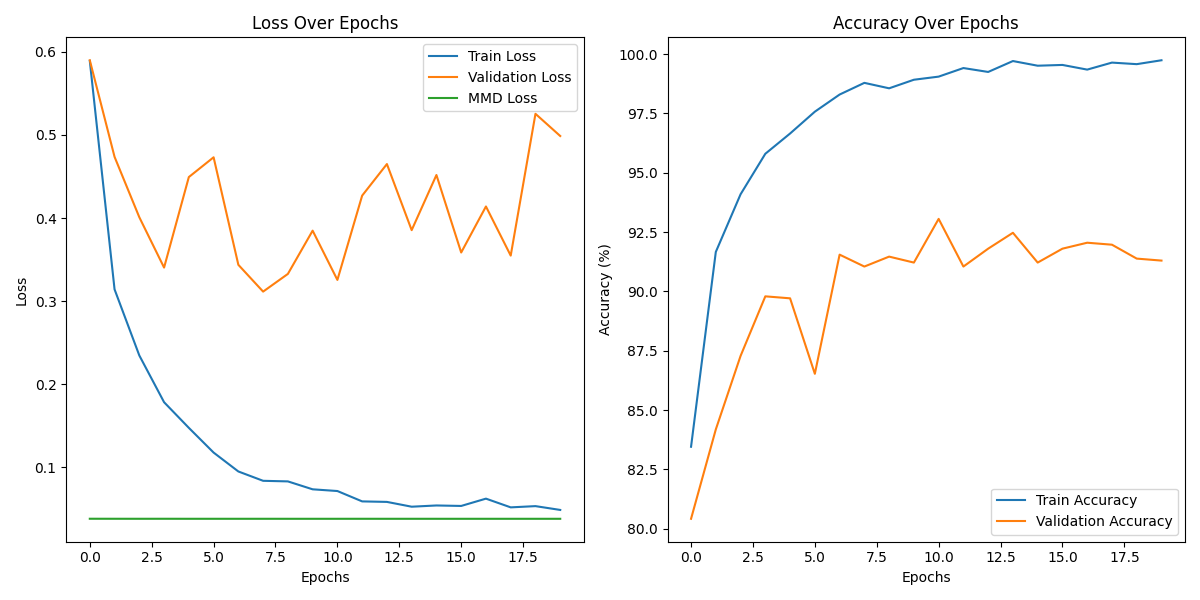 Loss Over Epochs
Train Loss
Validation Loss
MMD Loss
Loss
0.6
0.5
0.4
0.3
0.2
0.1
0.0 2.5 5.0 7.5 10.0 12.5 15.0 17.5
Epochs
Accuracy Over Epochs
Accuracy (%)
100.0
97.5
95.0
92.5
90.0
87.5
85.0
82.5
80.0
Train Accuracy
Validation Accuracy
0.0 2.5 5.0 7.5 10.0 12.5 15.0 17.5
Epochs